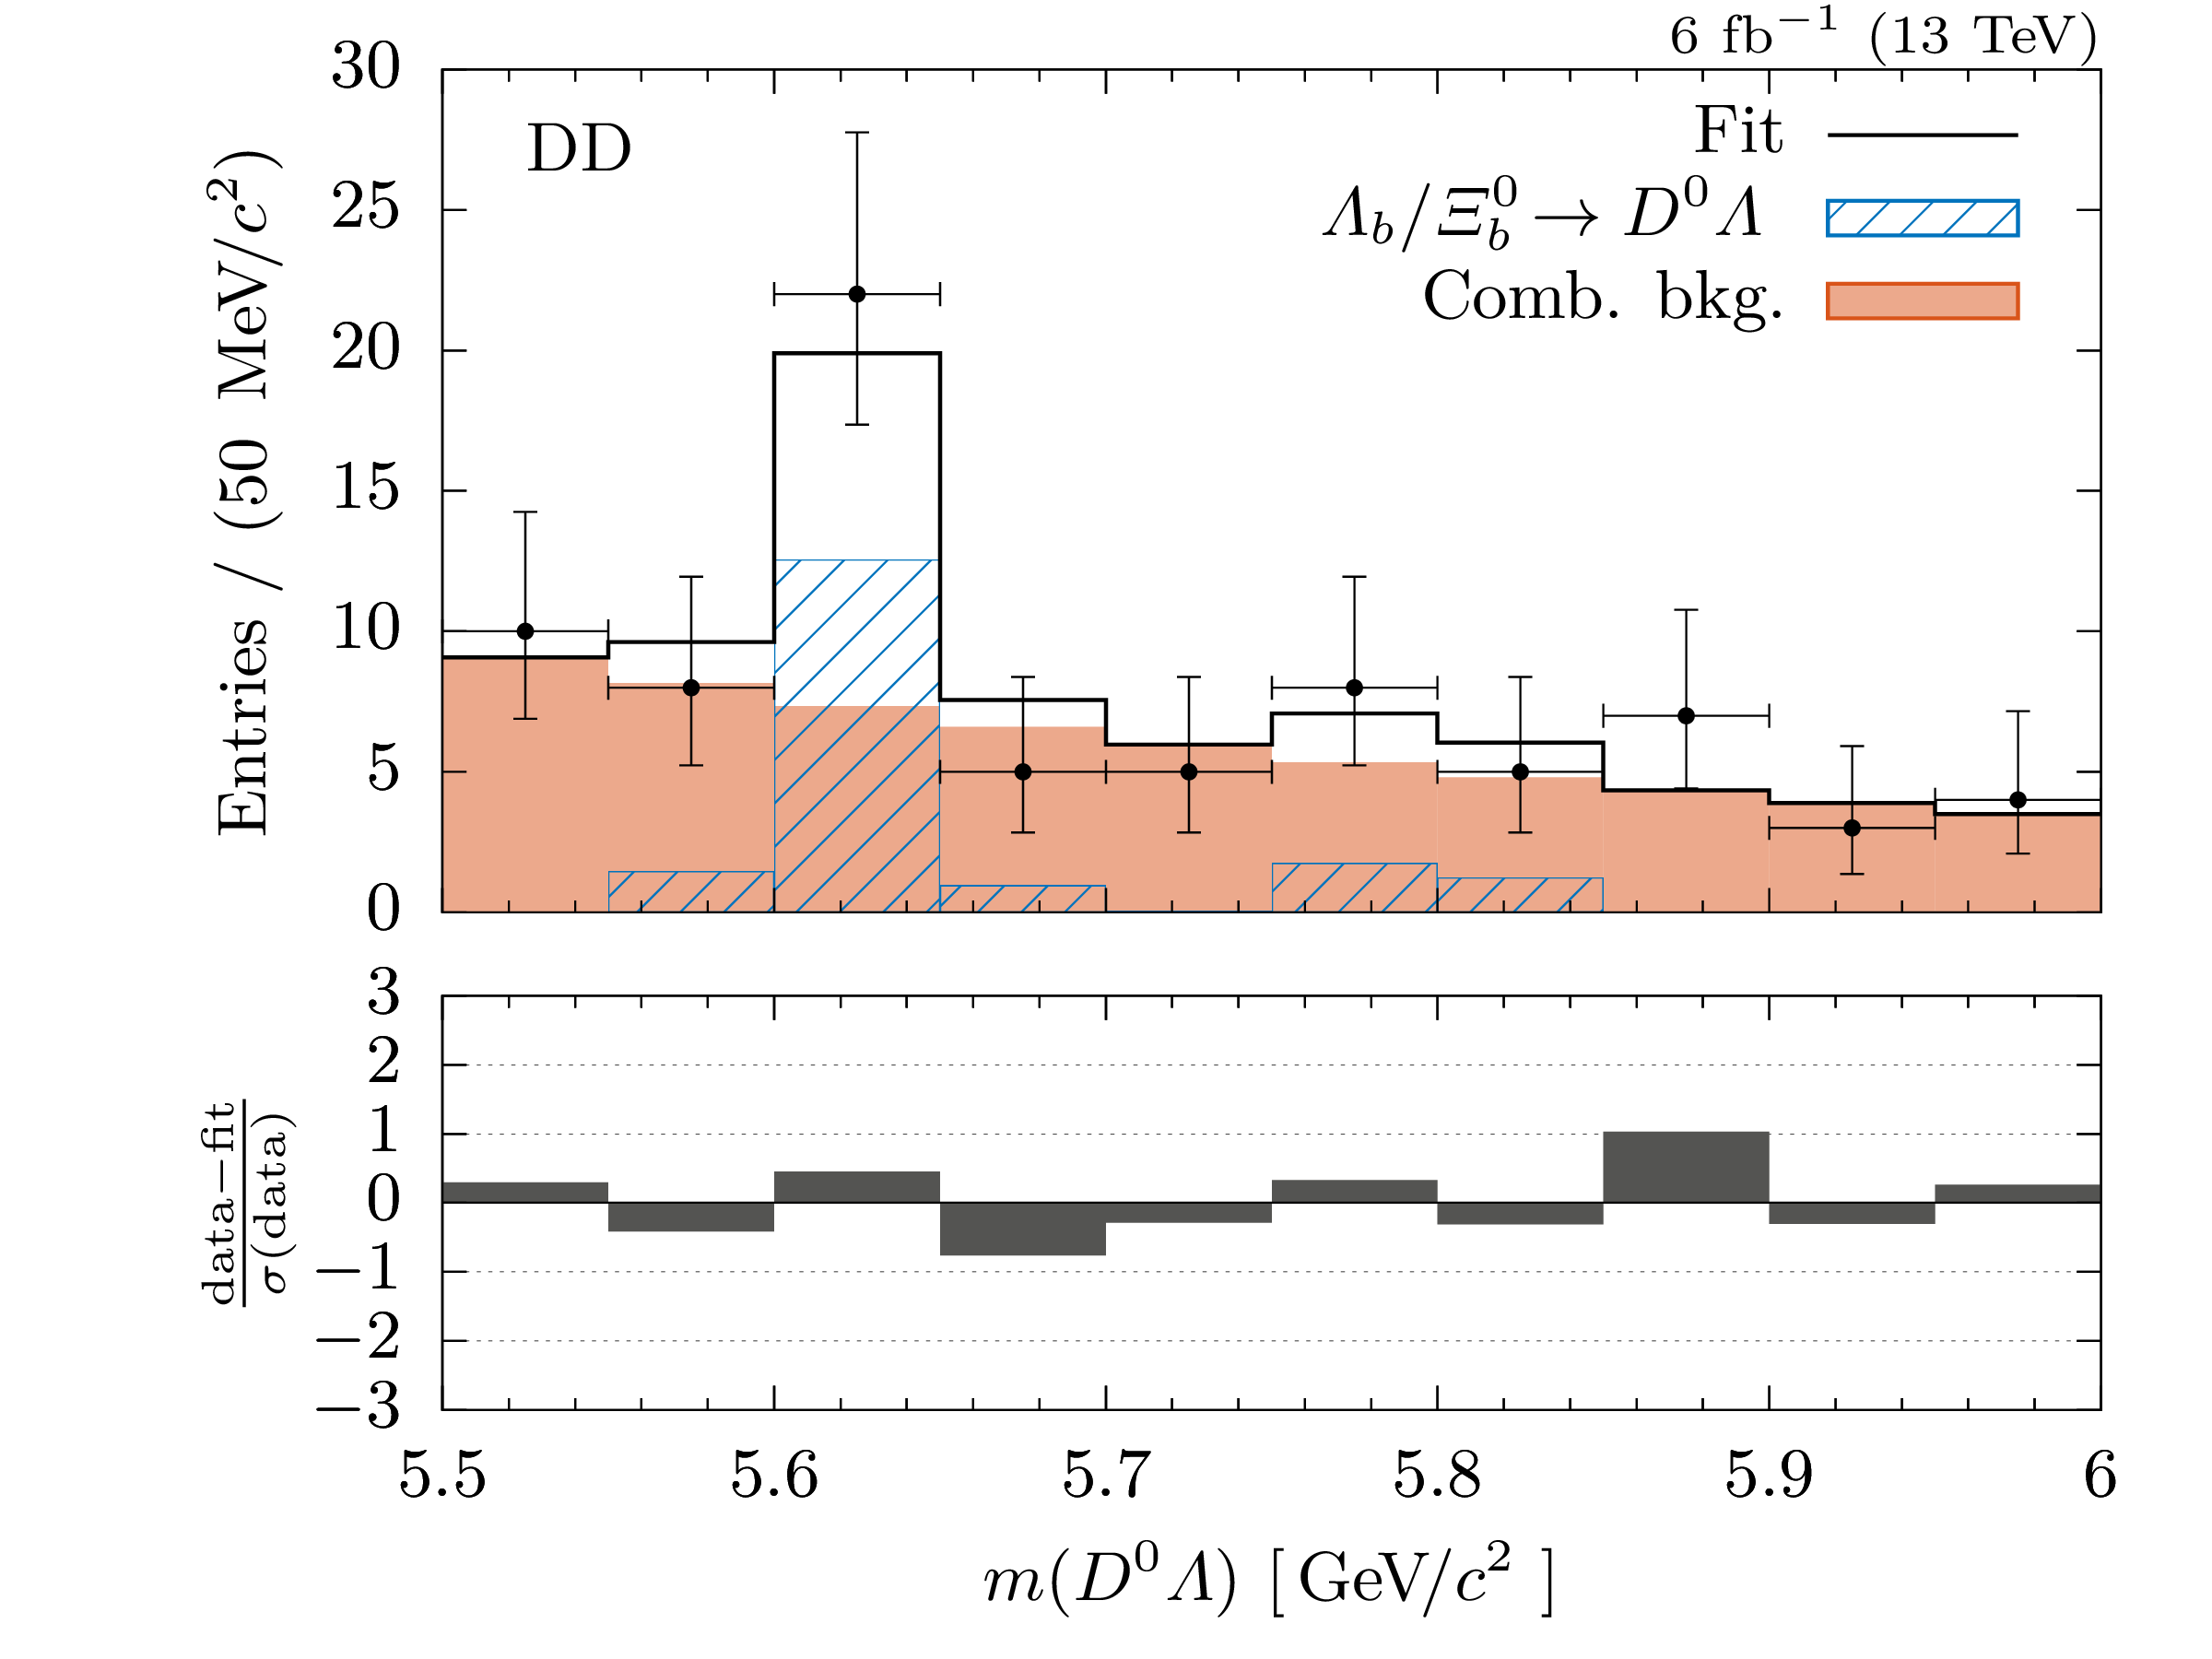 6 fb⁻¹ (13 TeV)
DD
Fit
Λ_b/Ξ_b⁰ → D⁰Λ
Comb. bkg.
Entries / (50 MeV/c²)
30
25
20
15
10
5
0
data−fit
σ(data)
3
2
1
0
−1
−2
−3
5.5 5.6 5.7 5.8 5.9 6
m(D⁰Λ) [GeV/c² ]